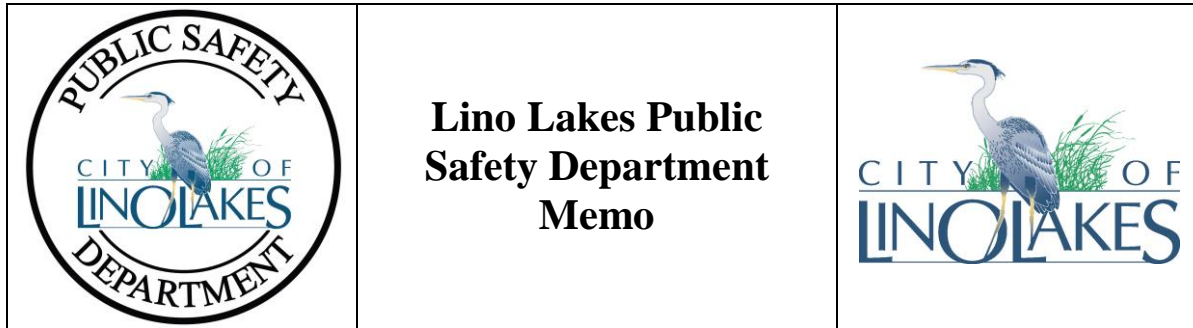 PUBLIC SAFETY
CITY OF
LINO LAKES
DEPARTMENT
Lino Lakes Public
Safety Department
Memo
CITY OF
LINO LAKES